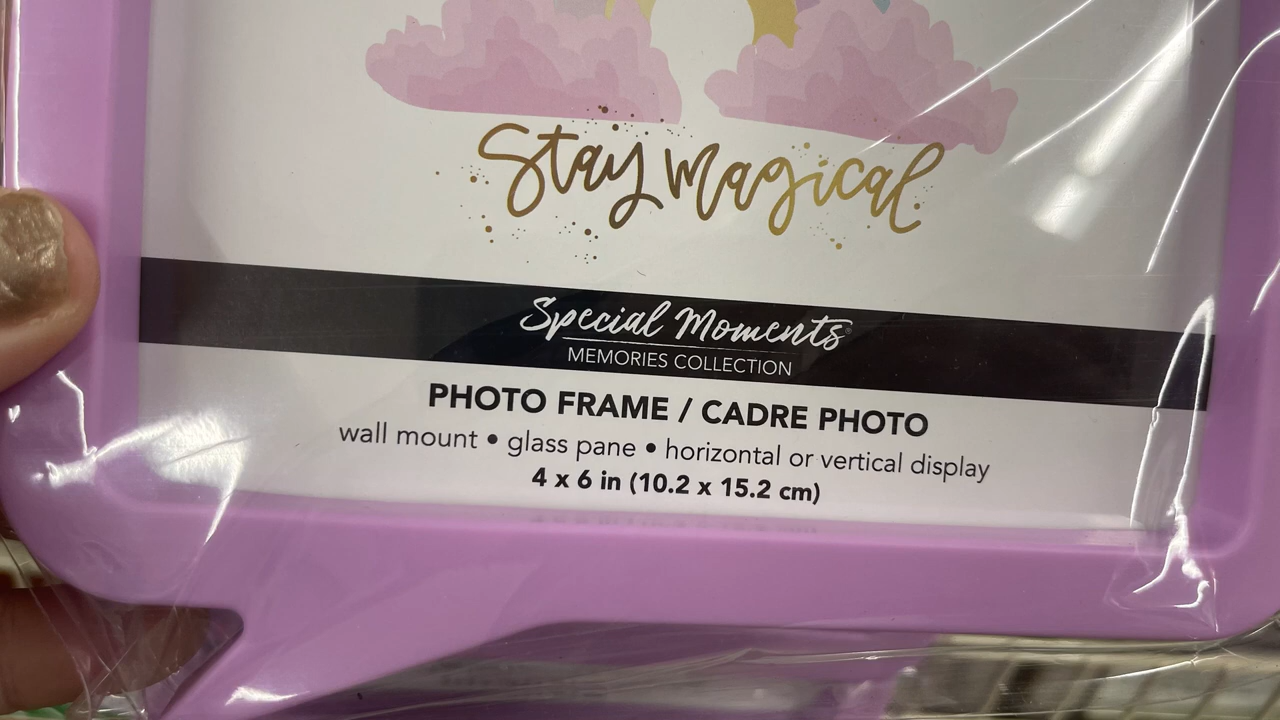 Stay magical
Special Moments
MEMORIES COLLECTION
PHOTO FRAME / CADRE PHOTO
wall mount • glass pane • horizontal or vertical display
4 x 6 in (10.2 x 15.2 cm)